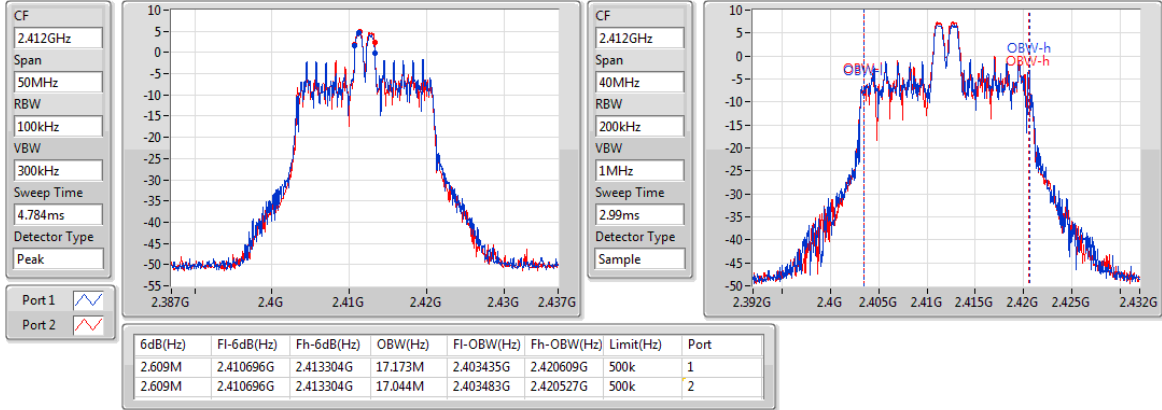 CF
2.412GHz
Span
50MHz
RBW
100kHz
VBW
300kHz
Sweep Time
4.784ms
Detector Type
Peak
Port 1
Port 2
10
5
0
-5
-10
-15
-20
-25
-30
-35
-40
-45
-50
-55
2.387G 2.4G 2.41G 2.42G 2.43G 2.437G
CF
2.412GHz
Span
40MHz
RBW
200kHz
VBW
1MHz
Sweep Time
2.99ms
Detector Type
Sample
10
5
0
-5
-10
-15
-20
-25
-30
-35
-40
-45
-50
OBW-l
OBW-h
OBW-h
2.392G 2.4G 2.405G 2.41G 2.415G 2.42G 2.425G 2.432G
6dB(Hz) Fl-6dB(Hz) Fh-6dB(Hz) OBW(Hz) Fl-OBW(Hz) Fh-OBW(Hz) Limit(Hz) Port
2.609M 2.410696G 2.413304G 17.173M 2.403435G 2.420609G 500k 1
2.609M 2.410696G 2.413304G 17.044M 2.403483G 2.420527G 500k 2